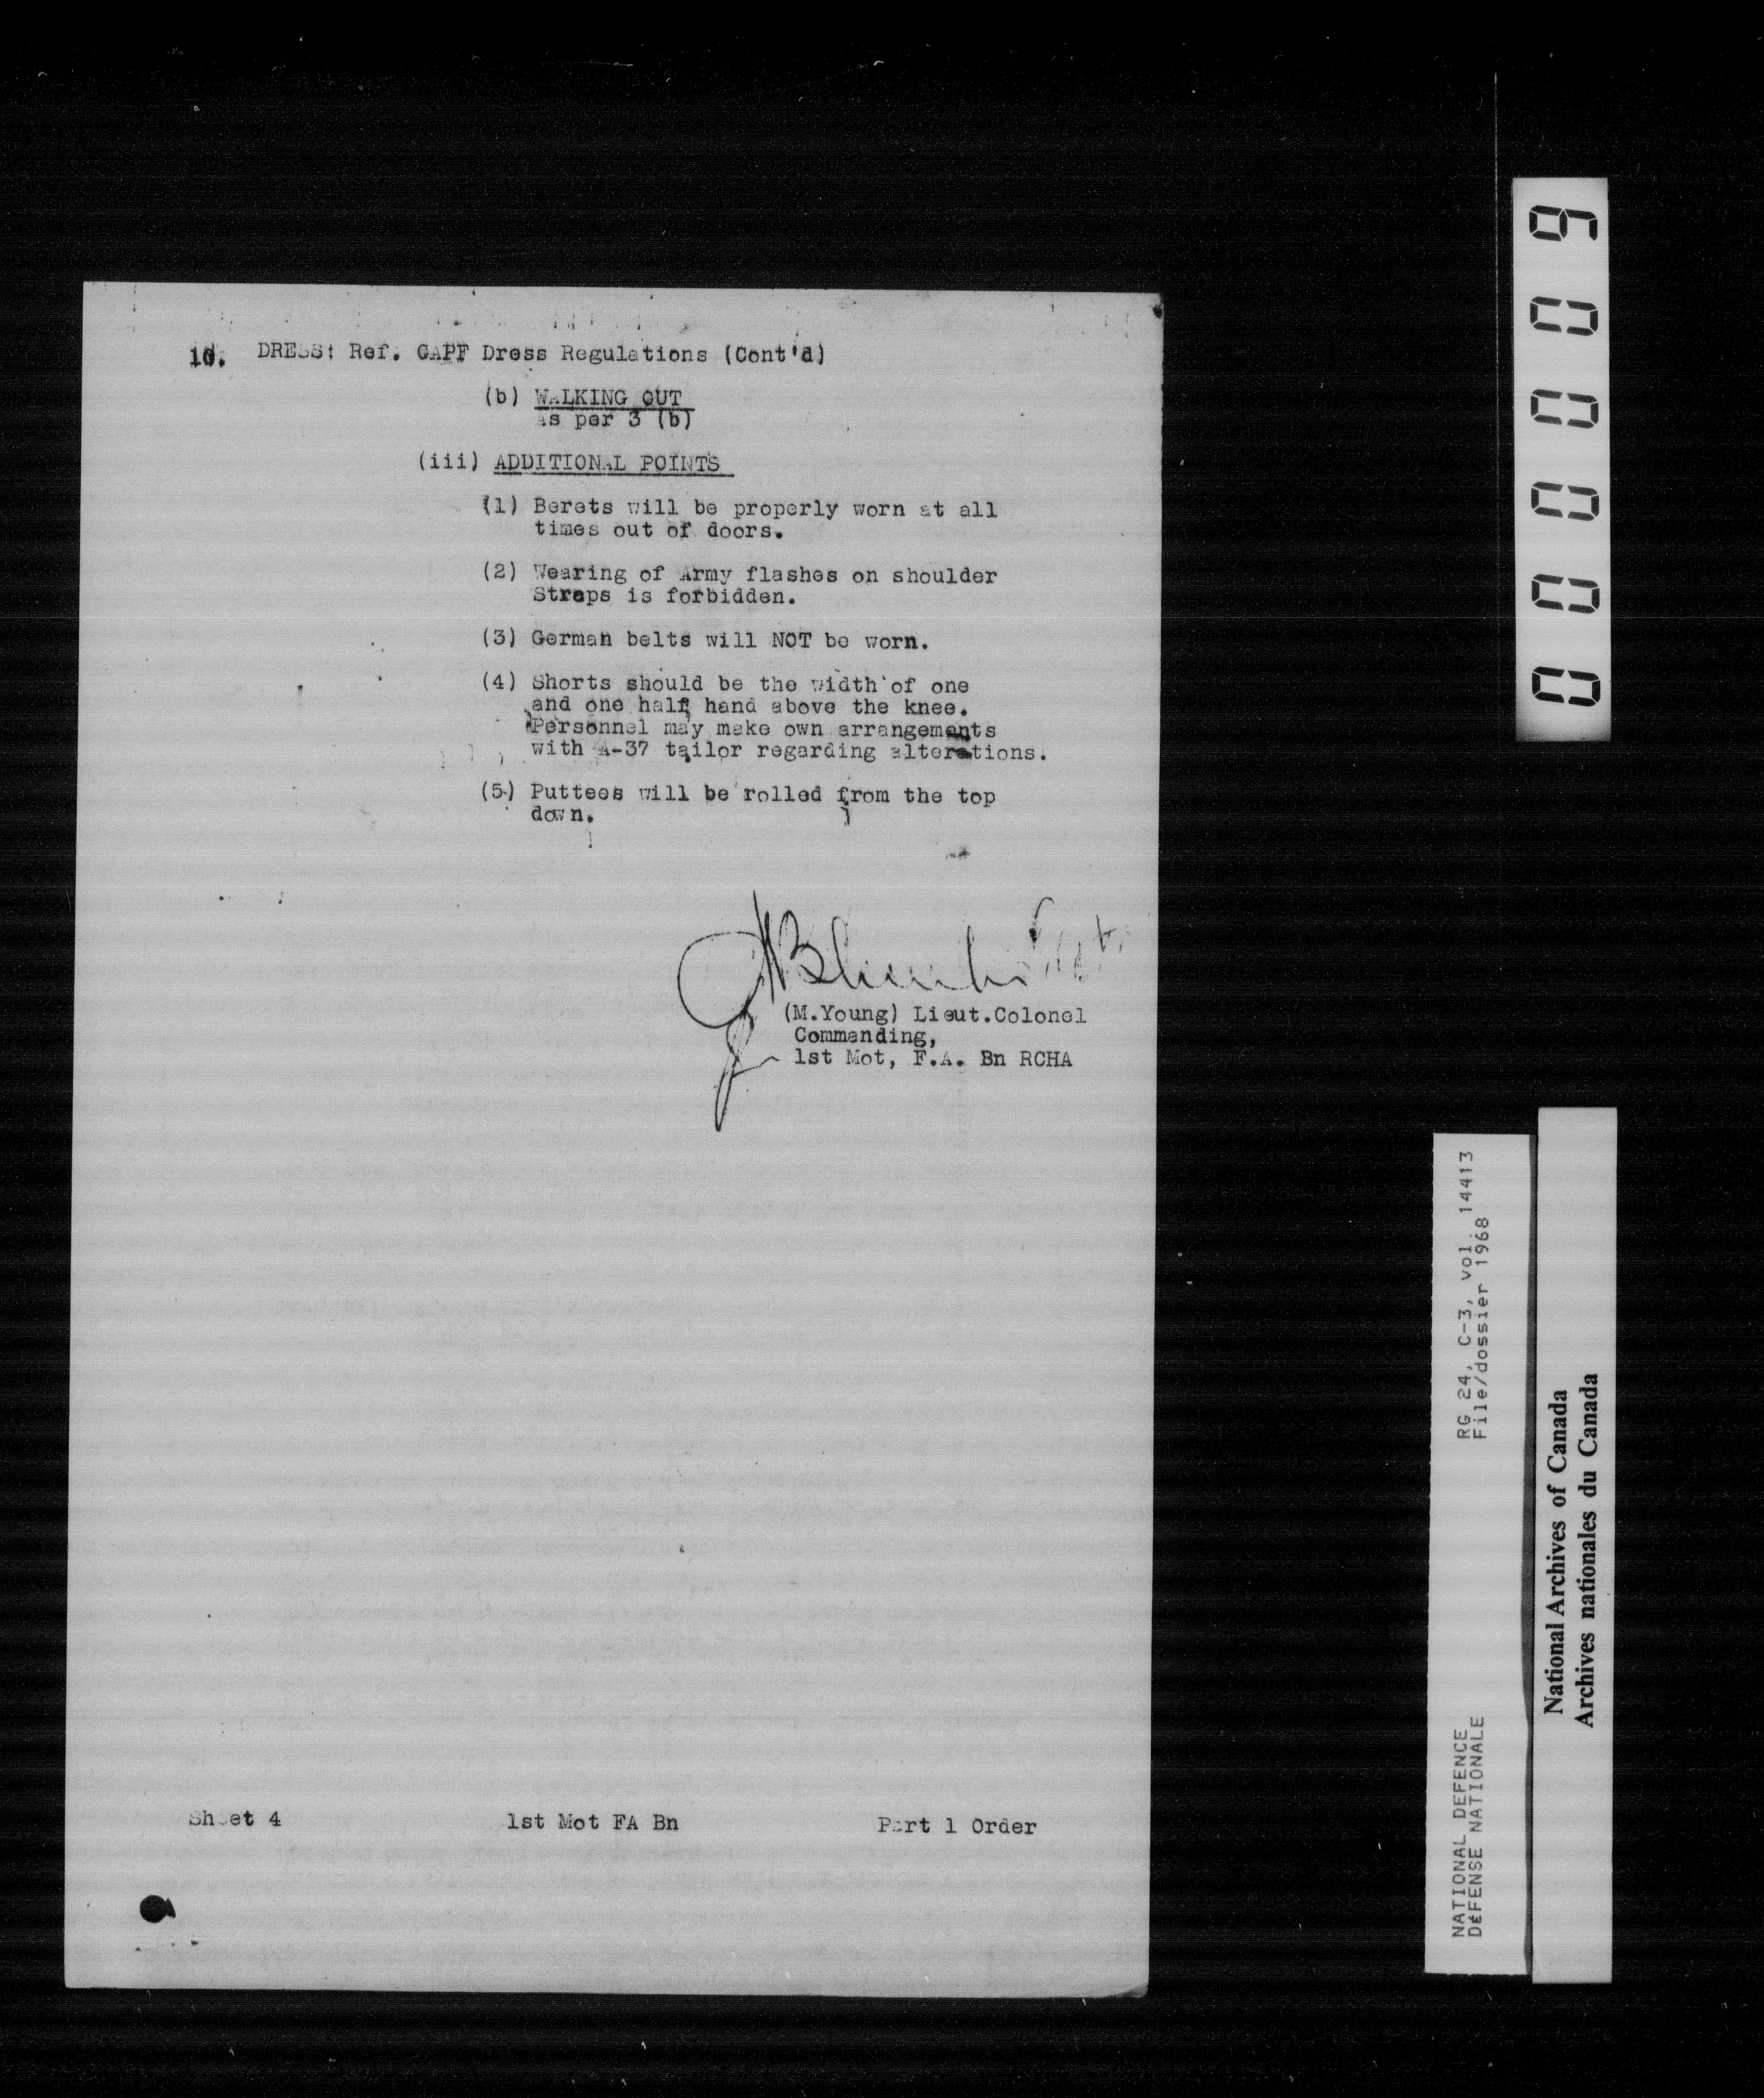 10. DRESS: Ref. CAPF Dress Regulations (Cont'd)
(b) WALKING OUT
as per 3 (b)
(iii) ADDITIONAL POINTS
(1) Berets will be properly worn at all
times out of doors.
(2) Wearing of Army flashes on shoulder
Straps is forbidden.
(3) German belts will NOT be worn.
(4) Shorts should be the width of one
and one half hand above the knee.
Personnel may make own arrangements
with A-37 tailor regarding alterations.
(5) Puttees will be rolled from the top
down.
(M.Young) Lieut.Colonel
Commanding,
1st Mot, F.A. Bn RCHA
Sheet 4 1st Mot FA Bn Part 1 Order
000009
RG 24, C-3, vol. 14413
File/dossier 1968
NATIONAL DEFENCE
DÉFENSE NATIONALE
National Archives of Canada
Archives nationales du Canada